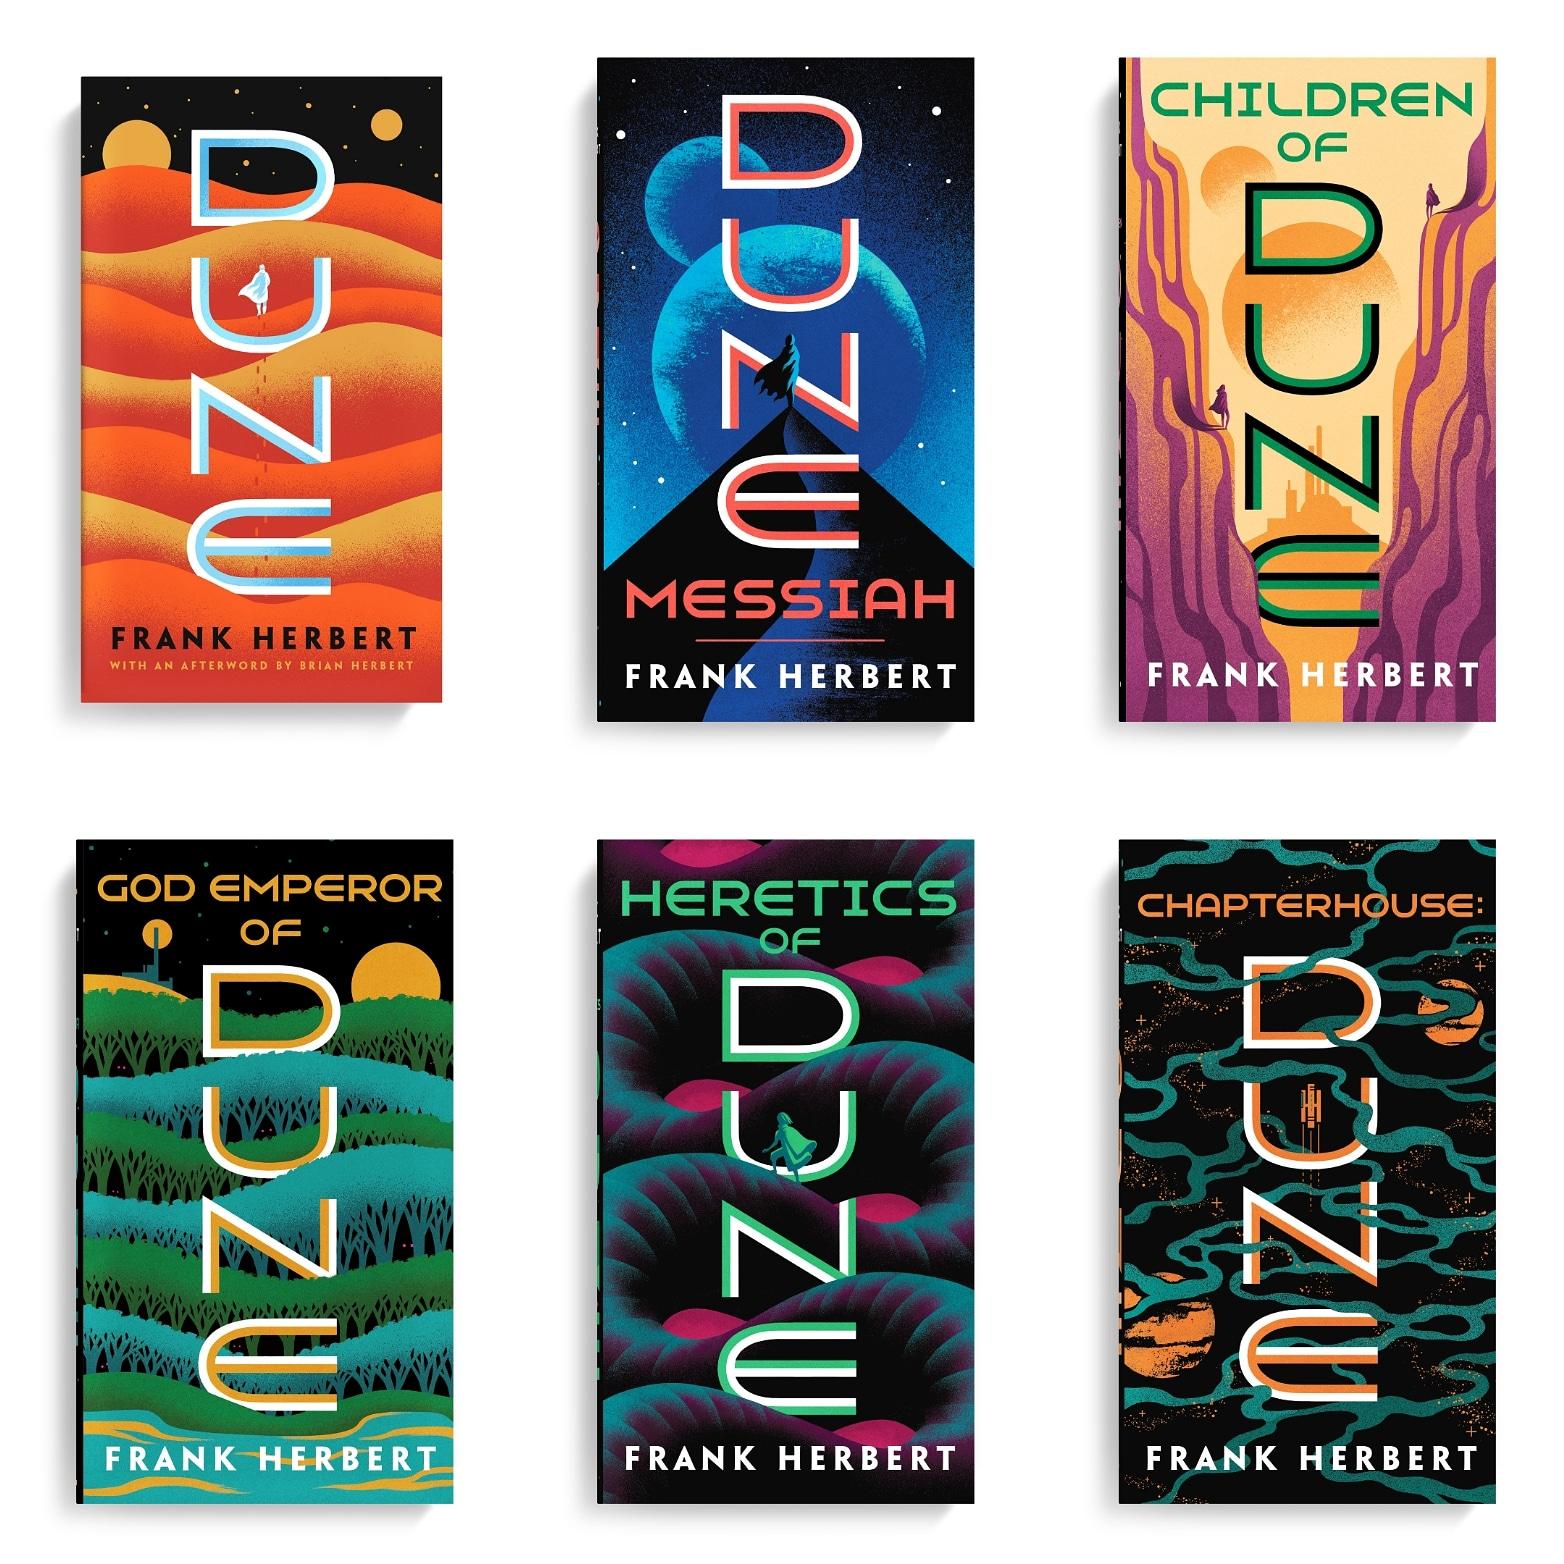 DUNE
FRANK HERBERT
WITH AN AFTERWORD BY BRIAN HERBERT
DUNE
MESSIAH
FRANK HERBERT
CHILDREN
OF
DUNE
FRANK HERBERT
GOD EMPEROR
OF
DUNE
FRANK HERBERT
HERETICS
OF
DUNE
FRANK HERBERT
CHAPTERHOUSE:
DUNE
FRANK HERBERT